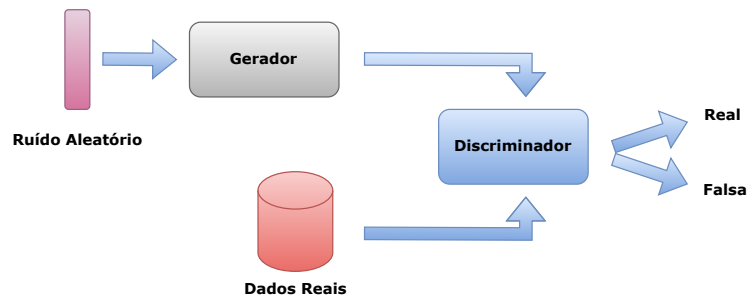 Gerador
Ruído Aleatório
Discriminador
Real
Falsa
Dados Reais